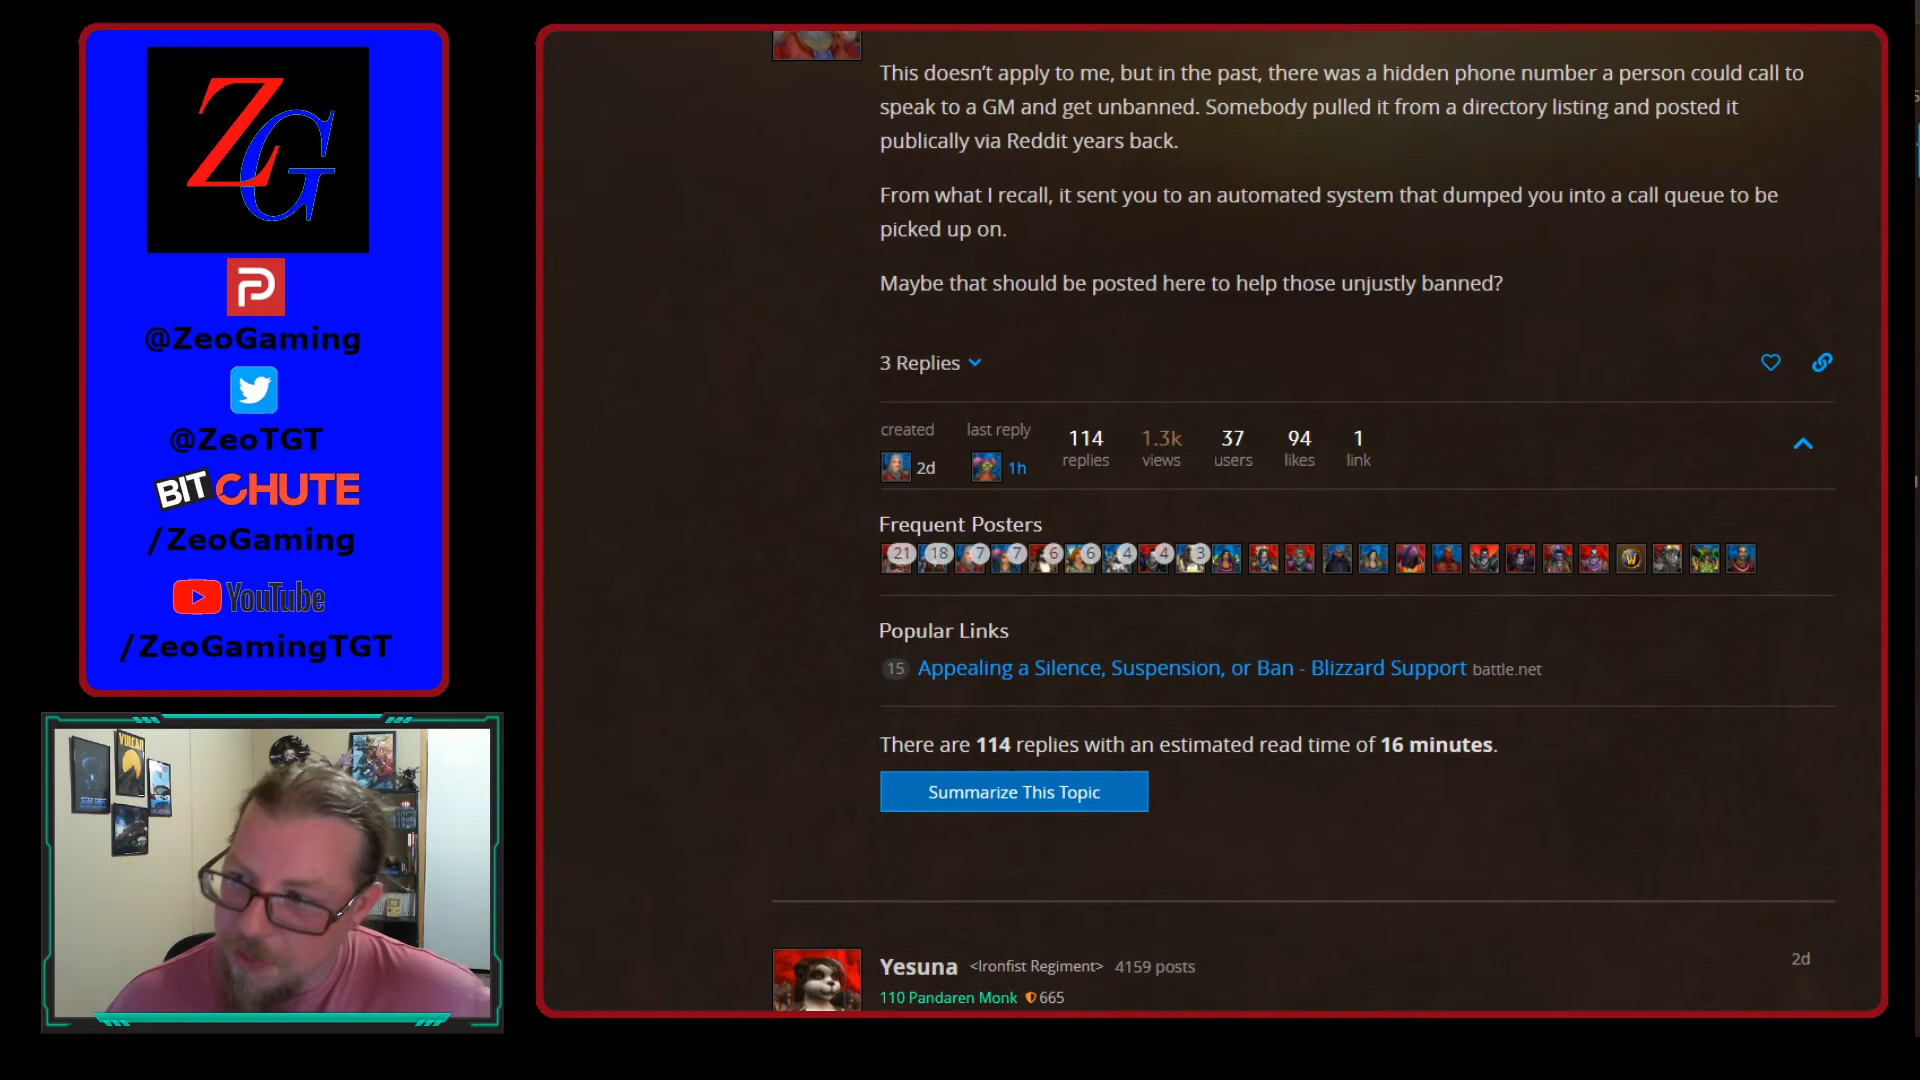 ZG
@ZeoGaming
@ZeoTGT
BIT CHUTE
/ZeoGaming
YouTube
/ZeoGamingTGT
VULCAN
This doesn’t apply to me, but in the past, there was a hidden phone number a person could call to
speak to a GM and get unbanned. Somebody pulled it from a directory listing and posted it
publically via Reddit years back.
From what I recall, it sent you to an automated system that dumped you into a call queue to be
picked up on.
Maybe that should be posted here to help those unjustly banned?
3 Replies
created
2d
last reply
1h
114
replies
1.3k
views
37
users
94
likes
1
link
Frequent Posters
21 18 7 7 6 6 4 4 3
Popular Links
15 Appealing a Silence, Suspension, or Ban - Blizzard Support battle.net
There are 114 replies with an estimated read time of 16 minutes.
Summarize This Topic
Yesuna <Ironfist Regiment> 4159 posts
2d
110 Pandaren Monk 665